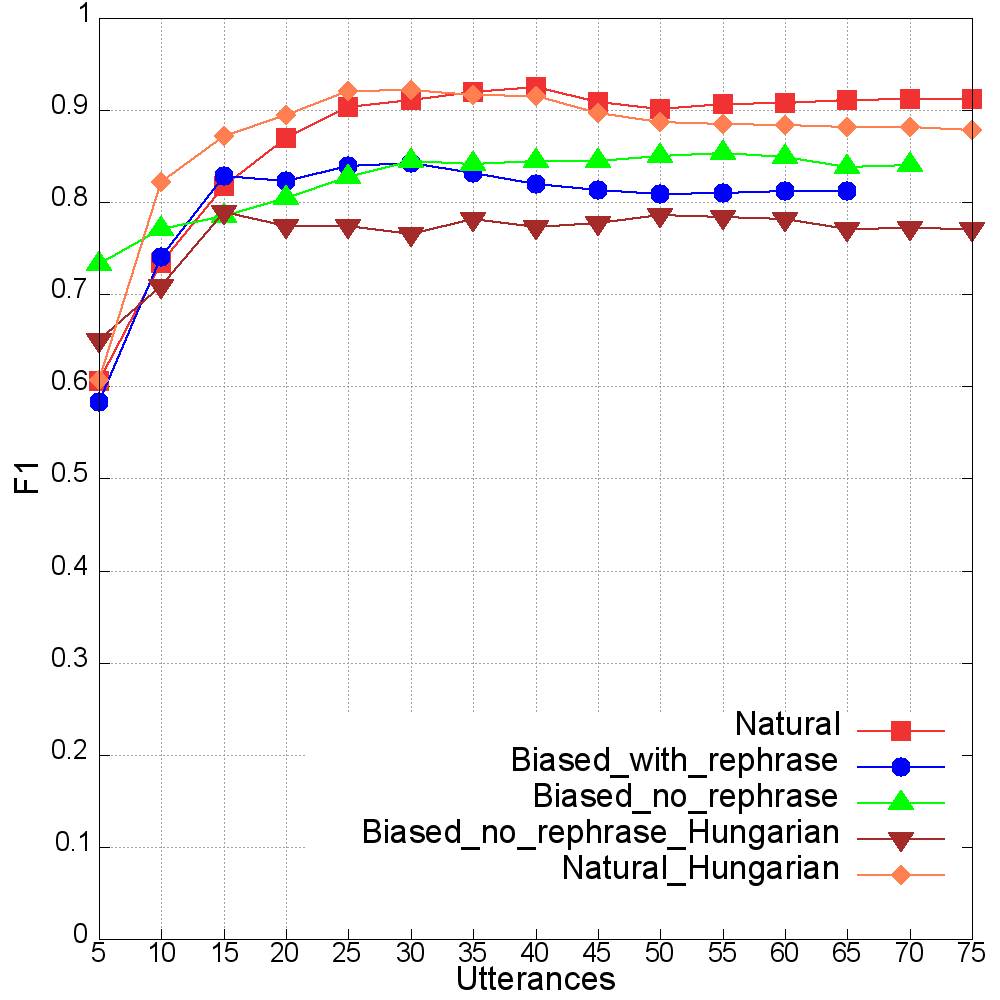 1
0.9
0.8
0.7
0.6
0.5
0.4
0.3
0.2
0.1
0
F1
Natural
Biased_with_rephrase
Biased_no_rephrase
Biased_no_rephrase_Hungarian
Natural_Hungarian
5 10 15 20 25 30 35 40 45 50 55 60 65 70 75
Utterances